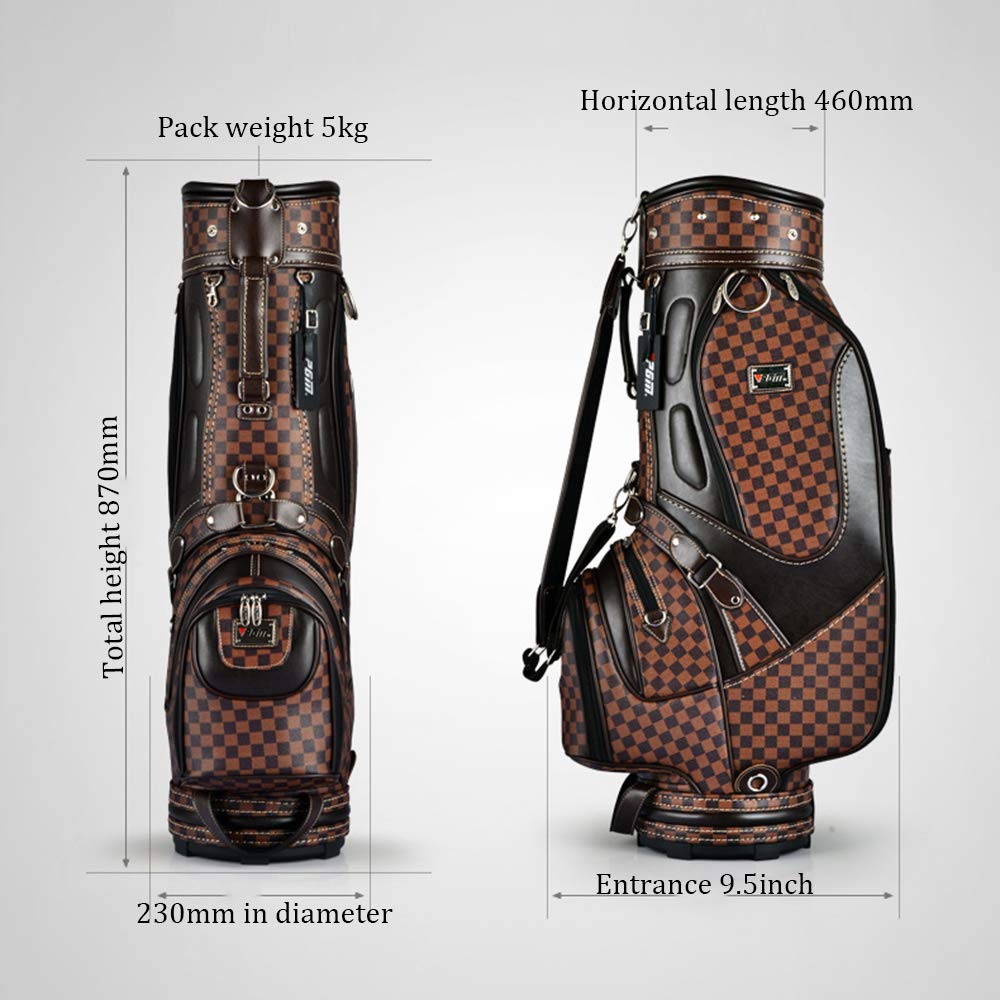 Horizontal length 460mm
Pack weight 5kg
Total height 870mm
PGM.
PGM.
Entrance 9.5inch
230mm in diameter